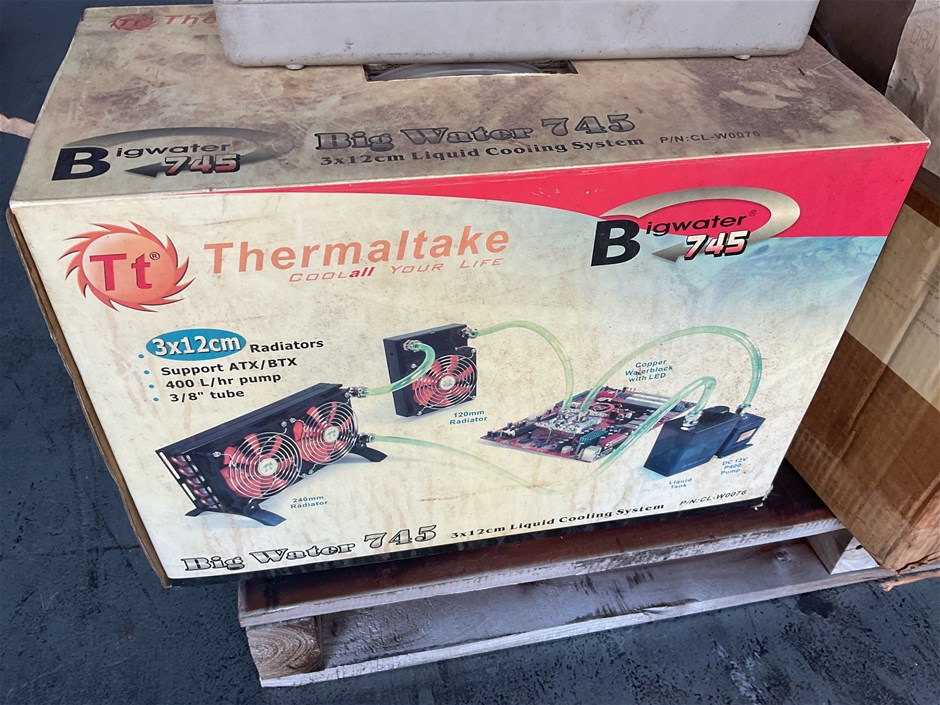 Tt Th
Bigwater
745
Big Water 745
3x12cm Liquid Cooling System
P/N:CL-W0076
Tt®
Thermaltake
COOLall YOUR LIFE
Bigwater®
745
3x12cm Radiators
Support ATX/BTX
400 L/hr pump
3/8" tube
120mm
Radiator
Copper
Waterblock
with LED
240mm
Radiator
Liquid
Tank
DC 12V
P400
Pump
P/N:CL-W0076
Big Water 745
3x12cm Liquid Cooling System